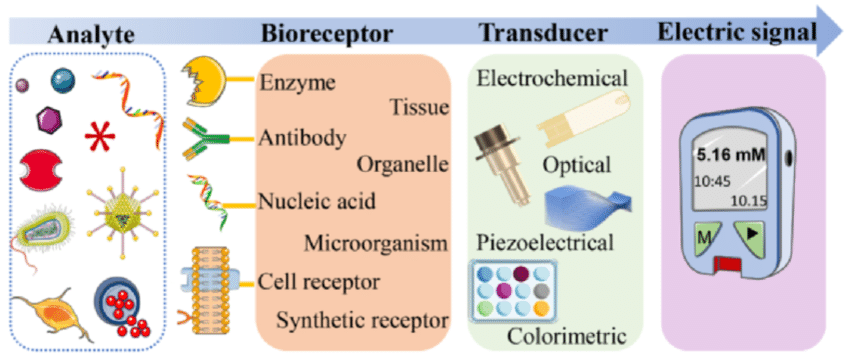 Analyte
Bioreceptor
Transducer
Electric signal
Enzyme
Tissue
Antibody
Organelle
Nucleic acid
Microorganism
Cell receptor
Synthetic receptor
Electrochemical
Optical
Piezoelectrical
Colorimetric
5.16 mM
10:45
10.15
M